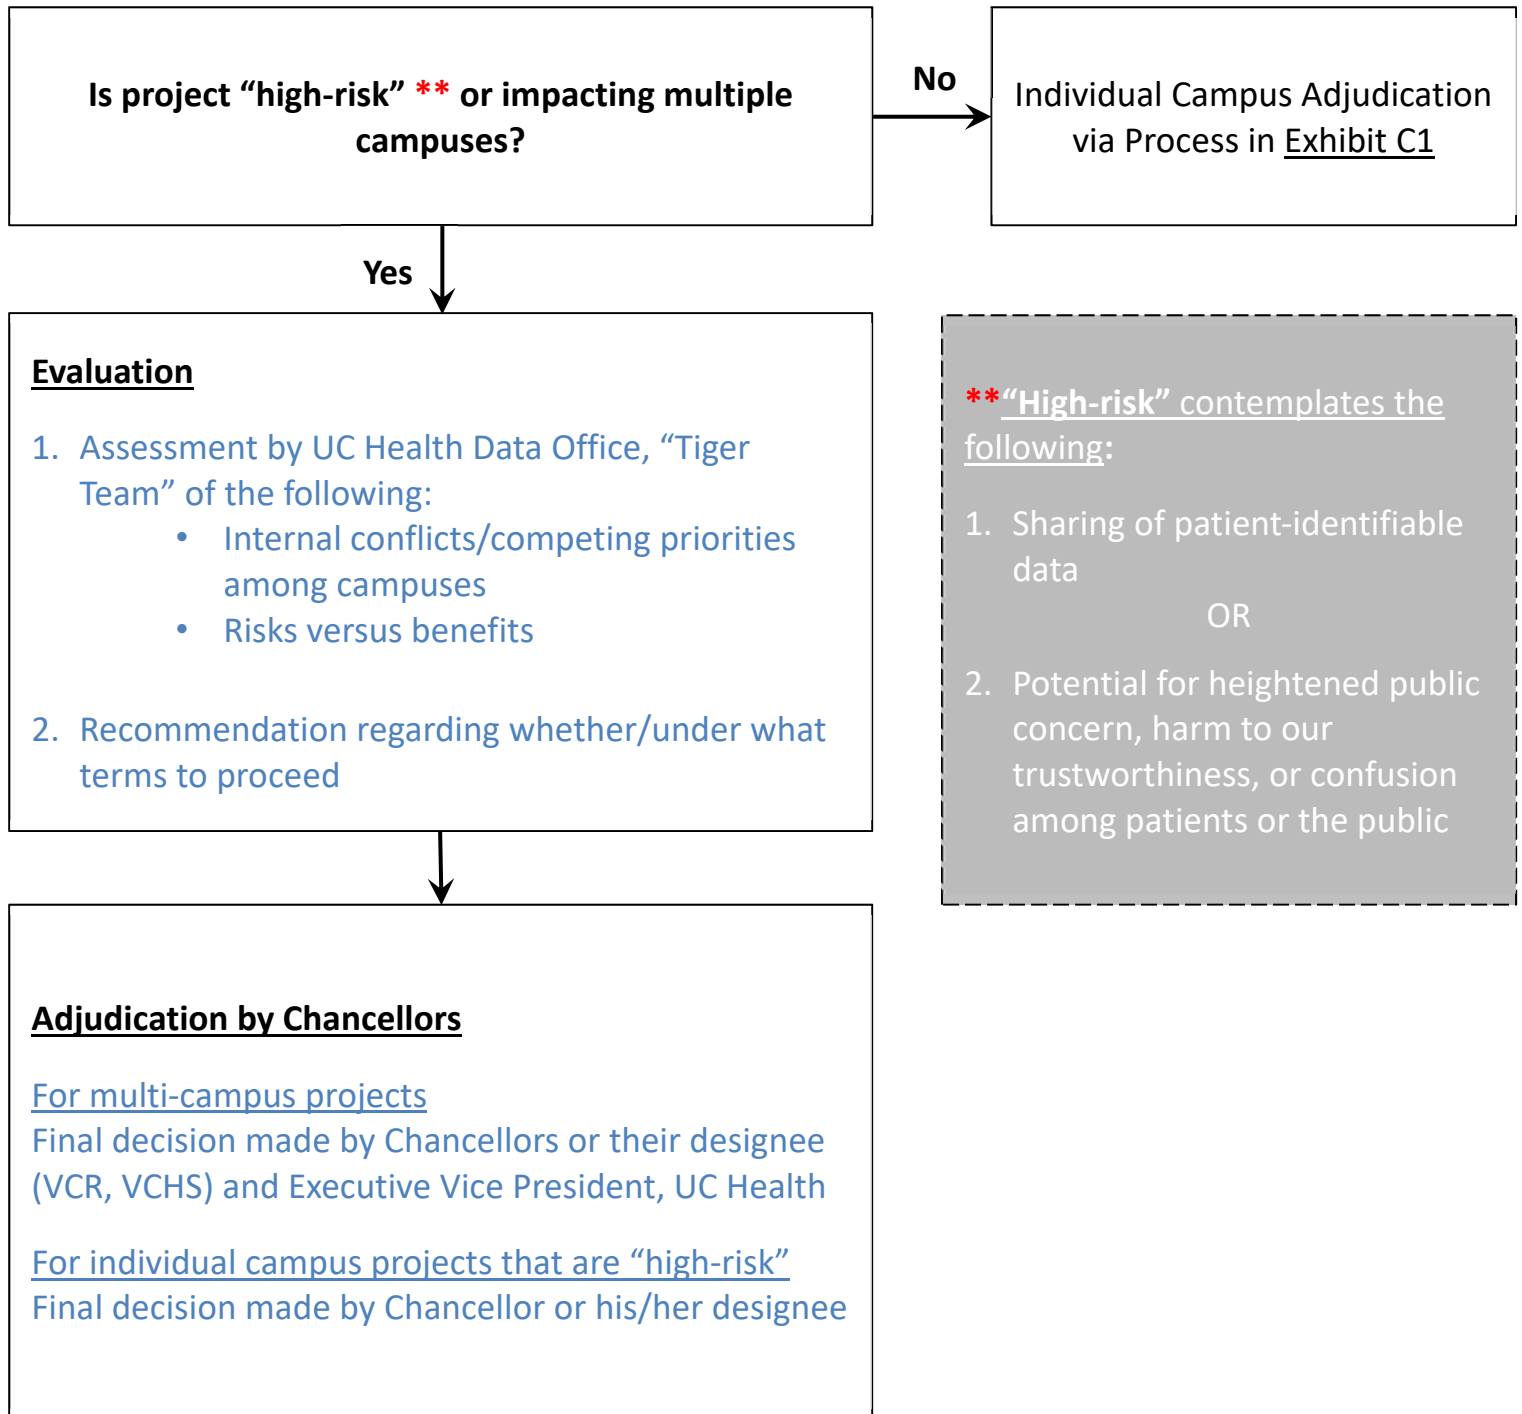 Is project “high-risk” ** or impacting multiple
campuses?
No
Individual Campus Adjudication
via Process in Exhibit C1
Yes
Evaluation
1. Assessment by UC Health Data Office, “Tiger
Team” of the following:
• Internal conflicts/competing priorities
among campuses
• Risks versus benefits
2. Recommendation regarding whether/under what
terms to proceed
**“High-risk” contemplates the
following:
1. Sharing of patient-identifiable
data
OR
2. Potential for heightened public
concern, harm to our
trustworthiness, or confusion
among patients or the public
Adjudication by Chancellors
For multi-campus projects
Final decision made by Chancellors or their designee
(VCR, VCHS) and Executive Vice President, UC Health
For individual campus projects that are “high-risk”
Final decision made by Chancellor or his/her designee